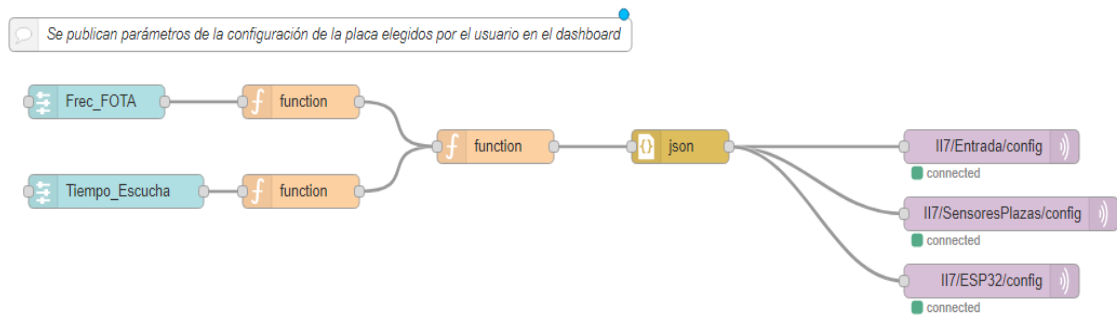 Se publican parámetros de la configuración de la placa elegidos por el usuario en el dashboard
Frec_FOTA
function
function
json
II7/Entrada/config
connected
Tiempo_Escucha
function
II7/SensoresPlazas/config
connected
II7/ESP32/config
connected